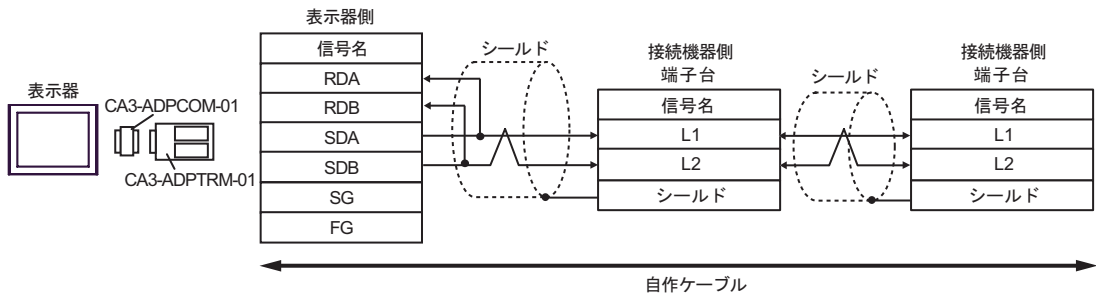 表示器
CA3-ADPCOM-01
CA3-ADPTRM-01
表示器側
信号名
RDA
RDB
SDA
SDB
SG
FG
シールド
接続機器側
端子台
信号名
L1
L2
シールド
シールド
接続機器側
端子台
信号名
L1
L2
シールド
自作ケーブル